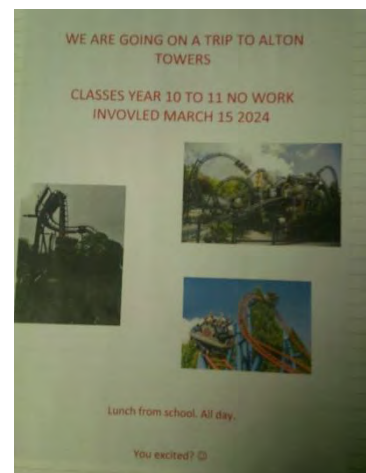 WE ARE GOING ON A TRIP TO ALTON
TOWERS
CLASSES YEAR 10 TO 11 NO WORK
INVOVLED MARCH 15 2024
Lunch from school. All day.
You excited? ☺